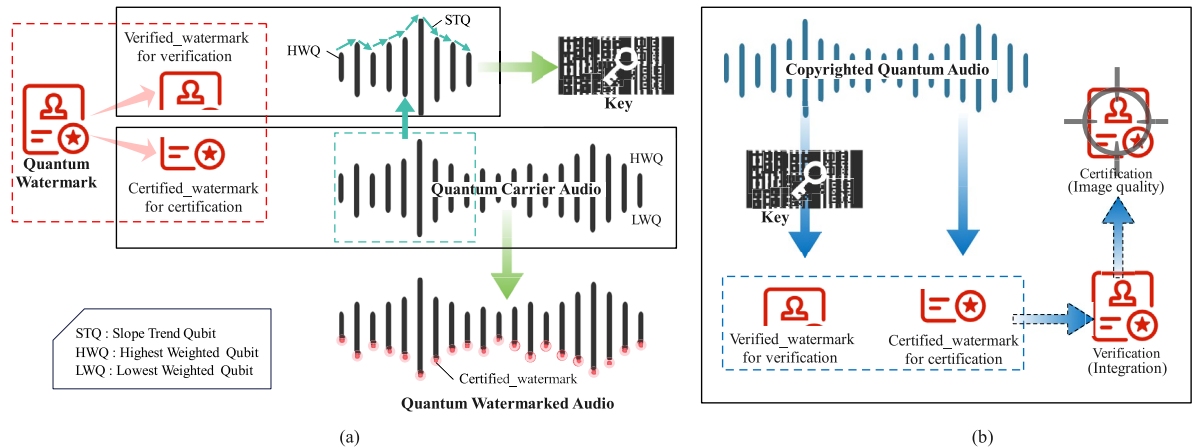 STQ
HWQ
Verified_watermark
for verification
Key
Quantum
Watermark
Certified_watermark
for certification
HWQ
Quantum Carrier Audio
LWQ
STQ : Slope Trend Qubit
HWQ : Highest Weighted Qubit
LWQ : Lowest Weighted Qubit
Certified_watermark
Quantum Watermarked Audio
(a)
Copyrighted Quantum Audio
Key
Certification
(Image quality)
Verified_watermark
for verification
Certified_watermark
for certification
Verification
(Integration)
(b)